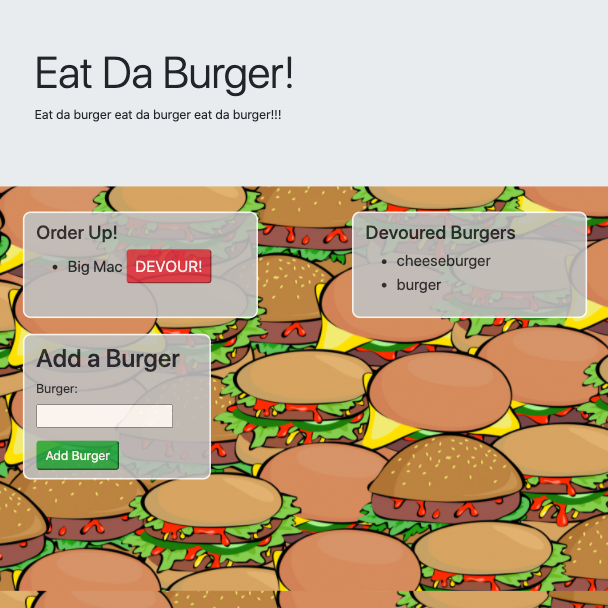 Eat Da Burger!
Eat da burger eat da burger eat da burger!!!
Order Up!
Big Mac DEVOUR!
Devoured Burgers
cheeseburger
burger
Add a Burger
Burger:
Add Burger